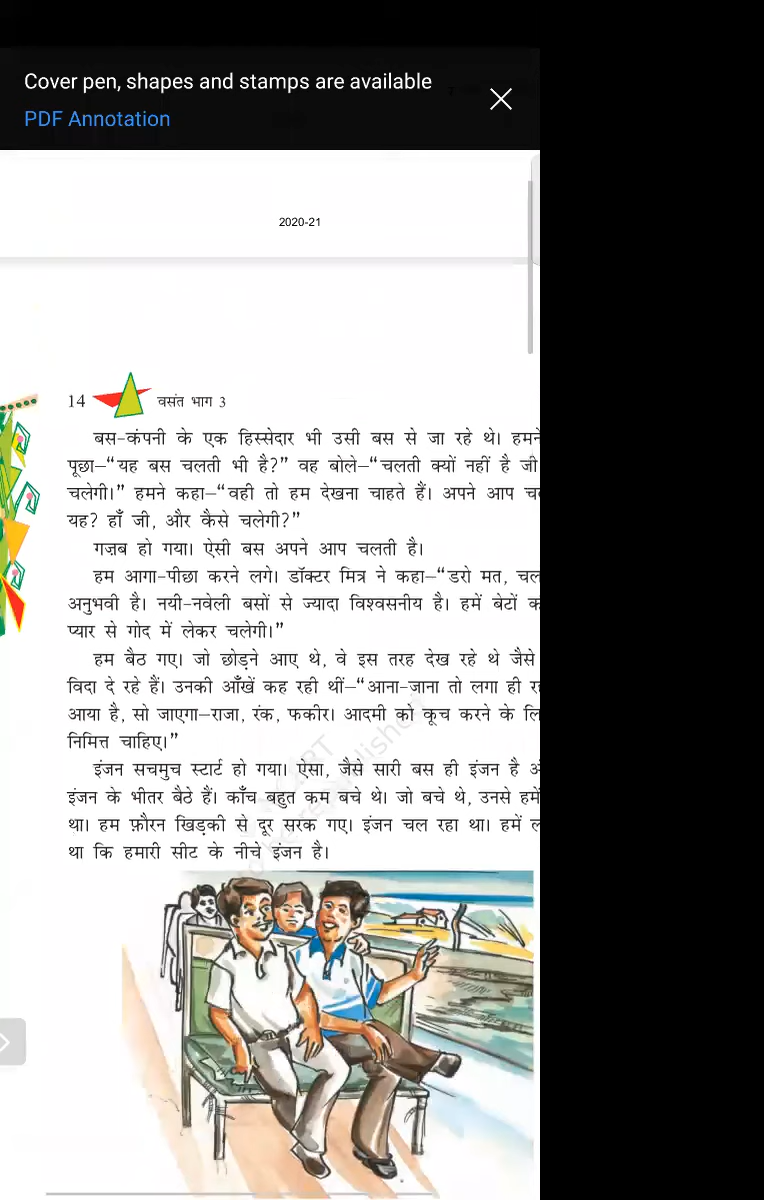 Cover pen, shapes and stamps are available
PDF Annotation
2020-21
14 वसंत भाग 3
बस-कंपनी के एक हिस्सेदार भी उसी बस से जा रहे थे। हमने
पूछा–“यह बस चलती भी है?” वह बोले–“चलती क्यों नहीं है जी
चलेगी।” हमने कहा–“वही तो हम देखना चाहते हैं। अपने आप
यह? हाँ जी, और कैसे चलेगी?”
गज़ब हो गया। ऐसी बस अपने आप चलती है।
हम आगा-पीछा करने लगे। डॉक्टर मित्र ने कहा–“डरो मत, चल
अनुभवी है। नयी-नवेली बसों से ज्यादा विश्वसनीय है। हमें बेटों
प्यार से गोद में लेकर चलेगी।”
हम बैठ गए। जो छोड़ने आए थे, वे इस तरह देख रहे थे जैसे
विदा दे रहे हैं। उनकी आँखें कह रही थीं–“आना-जाना तो लगा ही
आया है, सो जाएगा–राजा, रंक, फकीर। आदमी को कूच करने के
निमित्त चाहिए।”
इंजन सचमुच स्टार्ट हो गया। ऐसा, जैसे सारी बस ही इंजन है
इंजन के भीतर बैठे हैं। काँच बहुत कम बचे थे। जो बचे थे, उनसे हमें
था। हम फ़ौरन खिड़की से दूर सरक गए। इंजन चल रहा था। हमें
था कि हमारी सीट के नीचे इंजन है।